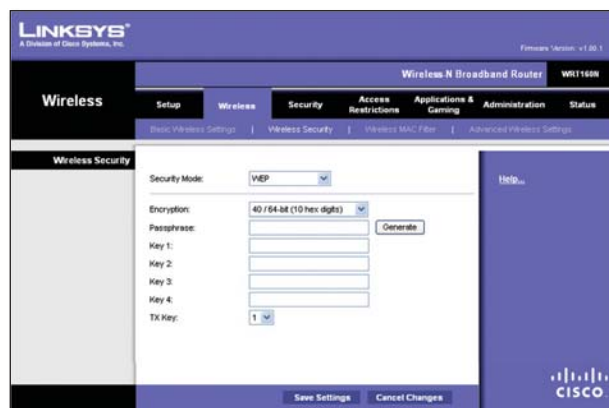 LINKSYS®
A Division of Cisco Systems, Inc.
Firmware Version: v1.00.1
Wireless-N Broadband Router WRT160N
Wireless
Setup Wireless Security Access Restrictions Applications & Gaming Administration Status
Basic Wireless Settings | Wireless Security | Wireless MAC Filter | Advanced Wireless Settings
Wireless Security
Security Mode: WEP
Help...
Encryption: 40 / 64-bit (10 hex digits)
Passphrase: Generate
Key 1:
Key 2:
Key 3:
Key 4:
TX Key: 1
Save Settings Cancel Changes
CISCO.